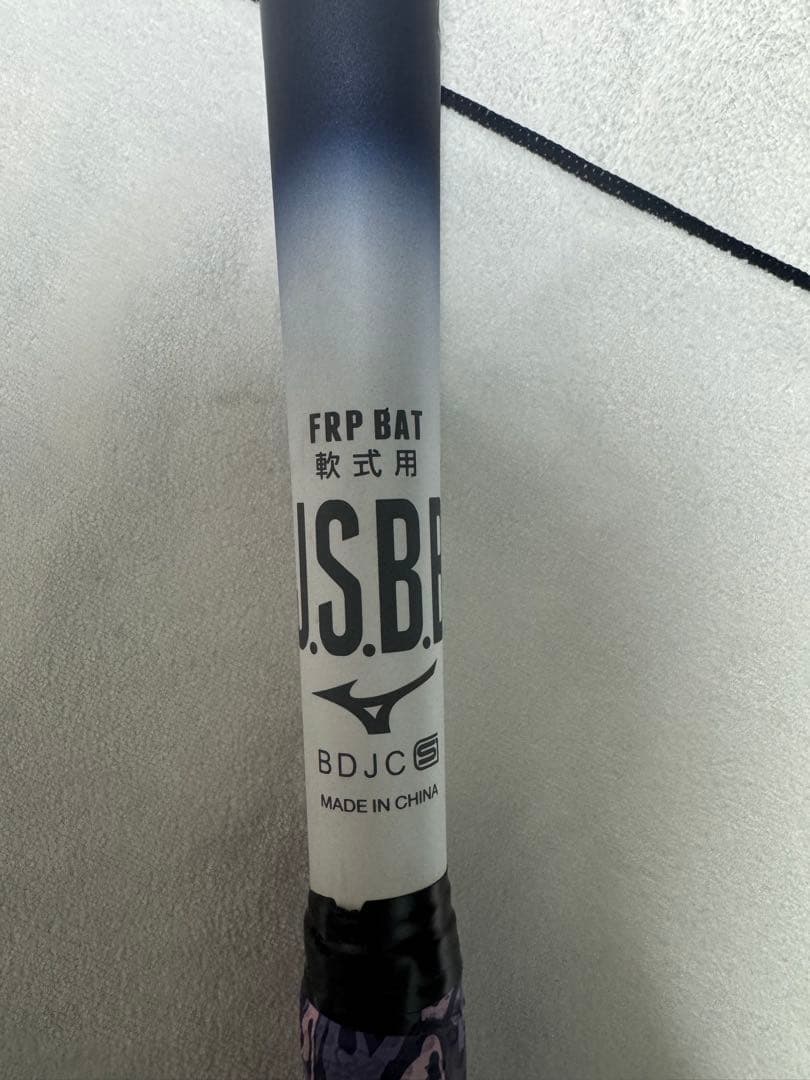 FRP BAT
軟式用
J.S.B.B
BDJC S
MADE IN CHINA